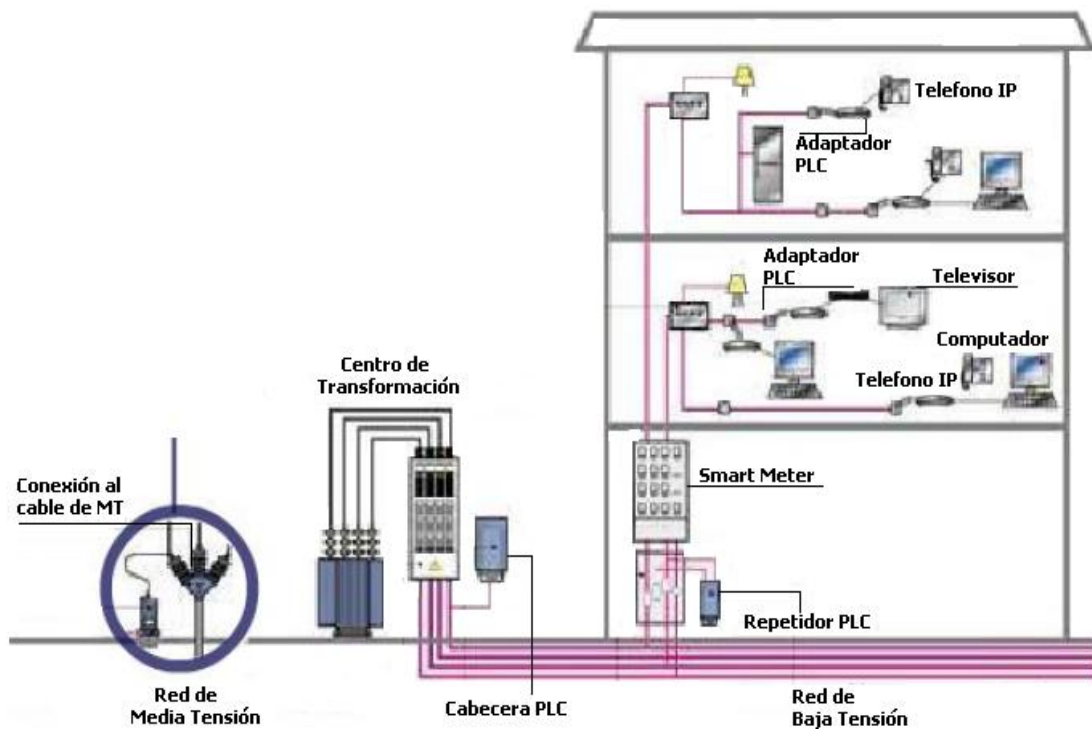 Telefono IP
Adaptador
PLC
Adaptador
PLC
Televisor
Computador
Telefono IP
Centro de
Transformación
Smart Meter
Conexión al
cable de MT
Repetidor PLC
Red de
Media Tensión
Cabecera PLC
Red de
Baja Tensión